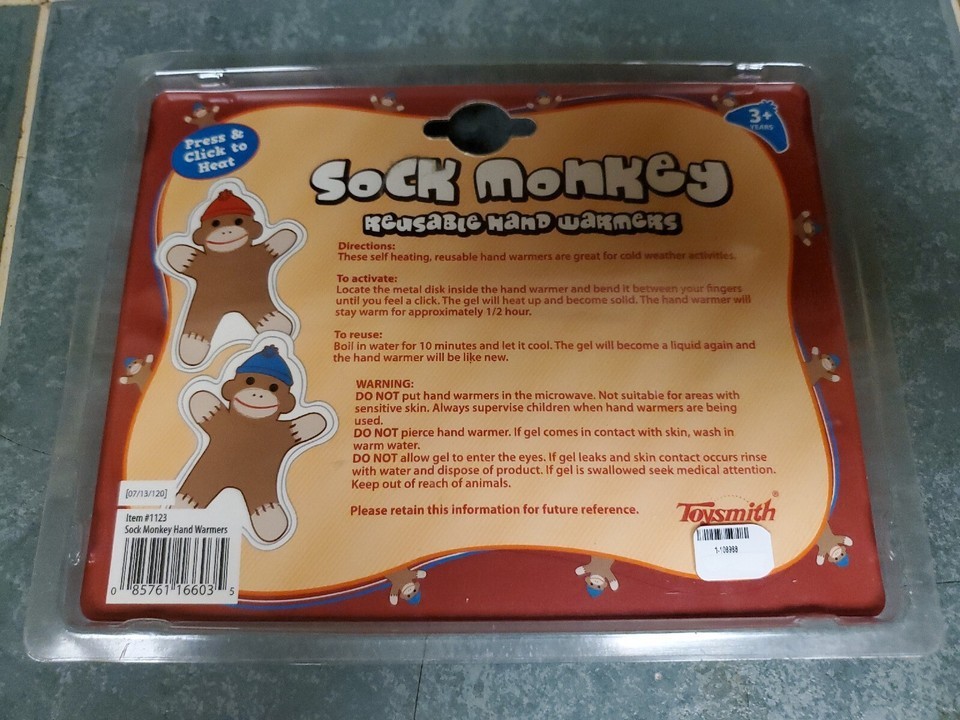 Press &
Click to
Heat
3+
YEARS
Sock Monkey
Reusable Hand Warmers
Directions:
These self heating, reusable hand warmers are great for cold weather activities.
To activate:
Locate the metal disk inside the hand warmer and bend it between your fingers
until you feel a click. The gel will heat up and become solid. The hand warmer will
stay warm for approximately 1/2 hour.
To reuse:
Boil in water for 10 minutes and let it cool. The gel will become a liquid again and
the hand warmer will be like new.
WARNING:
DO NOT put hand warmers in the microwave. Not suitable for areas with
sensitive skin. Always supervise children when hand warmers are being
used.
DO NOT pierce hand warmer. If gel comes in contact with skin, wash in
warm water.
DO NOT allow gel to enter the eyes. If gel leaks and skin contact occurs rinse
with water and dispose of product. If gel is swallowed seek medical attention.
Keep out of reach of animals.
Please retain this information for future reference.
Toysmith®
[07/13/120]
Item #1123
Sock Monkey Hand Warmers
0 85761 16603 5